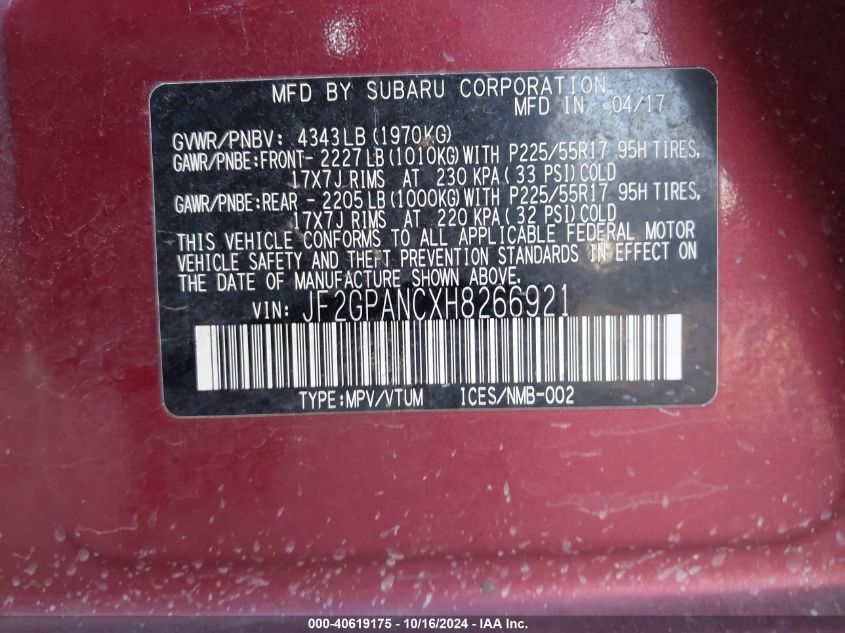 MFD BY SUBARU CORPORATION
MFD IN 04/17
GVWR/PNBV: 4343LB(1970KG)
GAWR/PNBE:FRONT- 2227LB(1010KG)WITH P225/55R17 95H TIRES,
17X7J RIMS AT 230 KPA(33 PSI)COLD
GAWR/PNBE:REAR - 2205LB(1000KG)WITH P225/55R17 95H TIRES,
17X7J RIMS AT 220 KPA(32 PSI)COLD
THIS VEHICLE CONFORMS TO ALL APPLICABLE FEDERAL MOTOR
VEHICLE SAFETY AND THEFT PREVENTION STANDARDS IN EFFECT ON
THE DATE OF MANUFACTURE SHOWN ABOVE.
VIN: JF2GPANCXH8266921
TYPE:MPV/VTUM ICES/NMB-002
000-40619175 - 10/16/2024 - IAA, Inc.